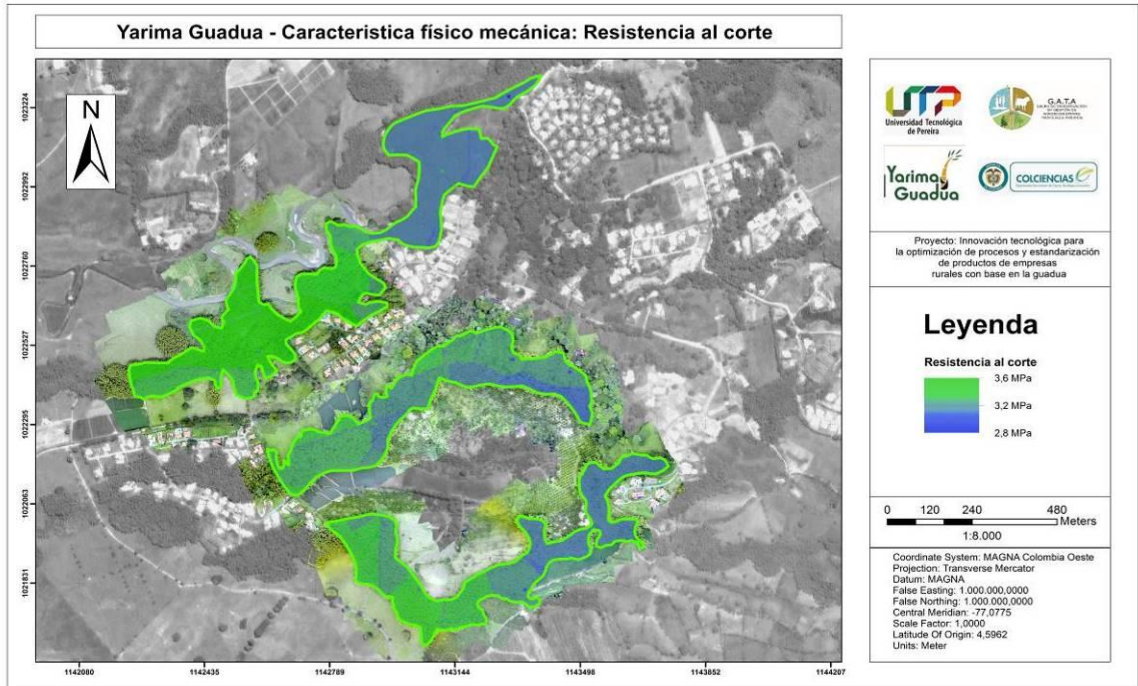 Yarima Guadua - Caracteristica físico mecánica: Resistencia al corte
N
1023224
1022992
1022760
1022527
1022295
1022063
1021831
1142080
1142435
1142789
1143144
1143498
1143852
1144207
UTP
Universidad Tecnológica
de Pereira
G.A.T.A
Yarima
Guadua
COLCIENCIAS
Proyecto: Innovación tecnológica para
la optimización de procesos y estandarización
de productos de empresas
rurales con base en la guadua
Leyenda
Resistencia al corte
3,6 MPa
3,2 MPa
2,8 MPa
0 120 240 480
Meters
1:8.000
Coordinate System: MAGNA Colombia Oeste
Projection: Transverse Mercator
Datum: MAGNA
False Easting: 1.000.000,0000
False Northing: 1.000.000,0000
Central Meridian: -77,0775
Scale Factor: 1,0000
Latitude Of Origin: 4,5962
Units: Meter